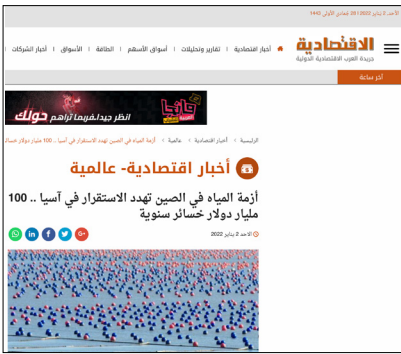 الأحد, 2 يناير 2022 | 28 جمادى الأولى 1443
الاقتصادية
جريدة العرب الاقتصادية الدولية
أخبار اقتصادية | تقارير وتحليلات | أسواق الأسهم | الطاقة | الأسواق | أخبار الشركات |
آخر ساعة
انظر جيدا.فربما تراهم حولك
مانجا
العربية
الرئيسية > أخبار اقتصادية > عالمية > أزمة المياه في الصين تهدد الاستقرار في آسيا .. 100 مليار دولار خسائر
أخبار اقتصادية- عالمية
أزمة المياه في الصين تهدد الاستقرار في آسيا .. 100
مليار دولار خسائر سنوية
الأحد 2 يناير 2022